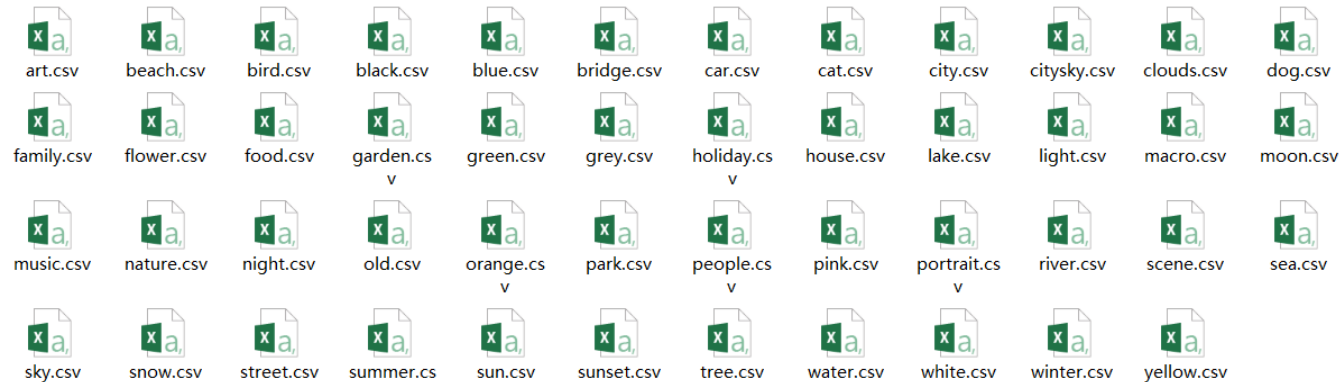 art.csv beach.csv bird.csv black.csv blue.csv bridge.csv car.csv cat.csv city.csv citysky.csv clouds.csv dog.csv
family.csv flower.csv food.csv garden.cs green.csv grey.csv holiday.cs house.csv lake.csv light.csv macro.csv moon.csv
v v
music.csv nature.csv night.csv old.csv orange.cs park.csv people.cs pink.csv portrait.cs river.csv scene.csv sea.csv
v v v
sky.csv snow.csv street.csv summer.cs sun.csv sunset.csv tree.csv water.csv white.csv winter.csv yellow.csv